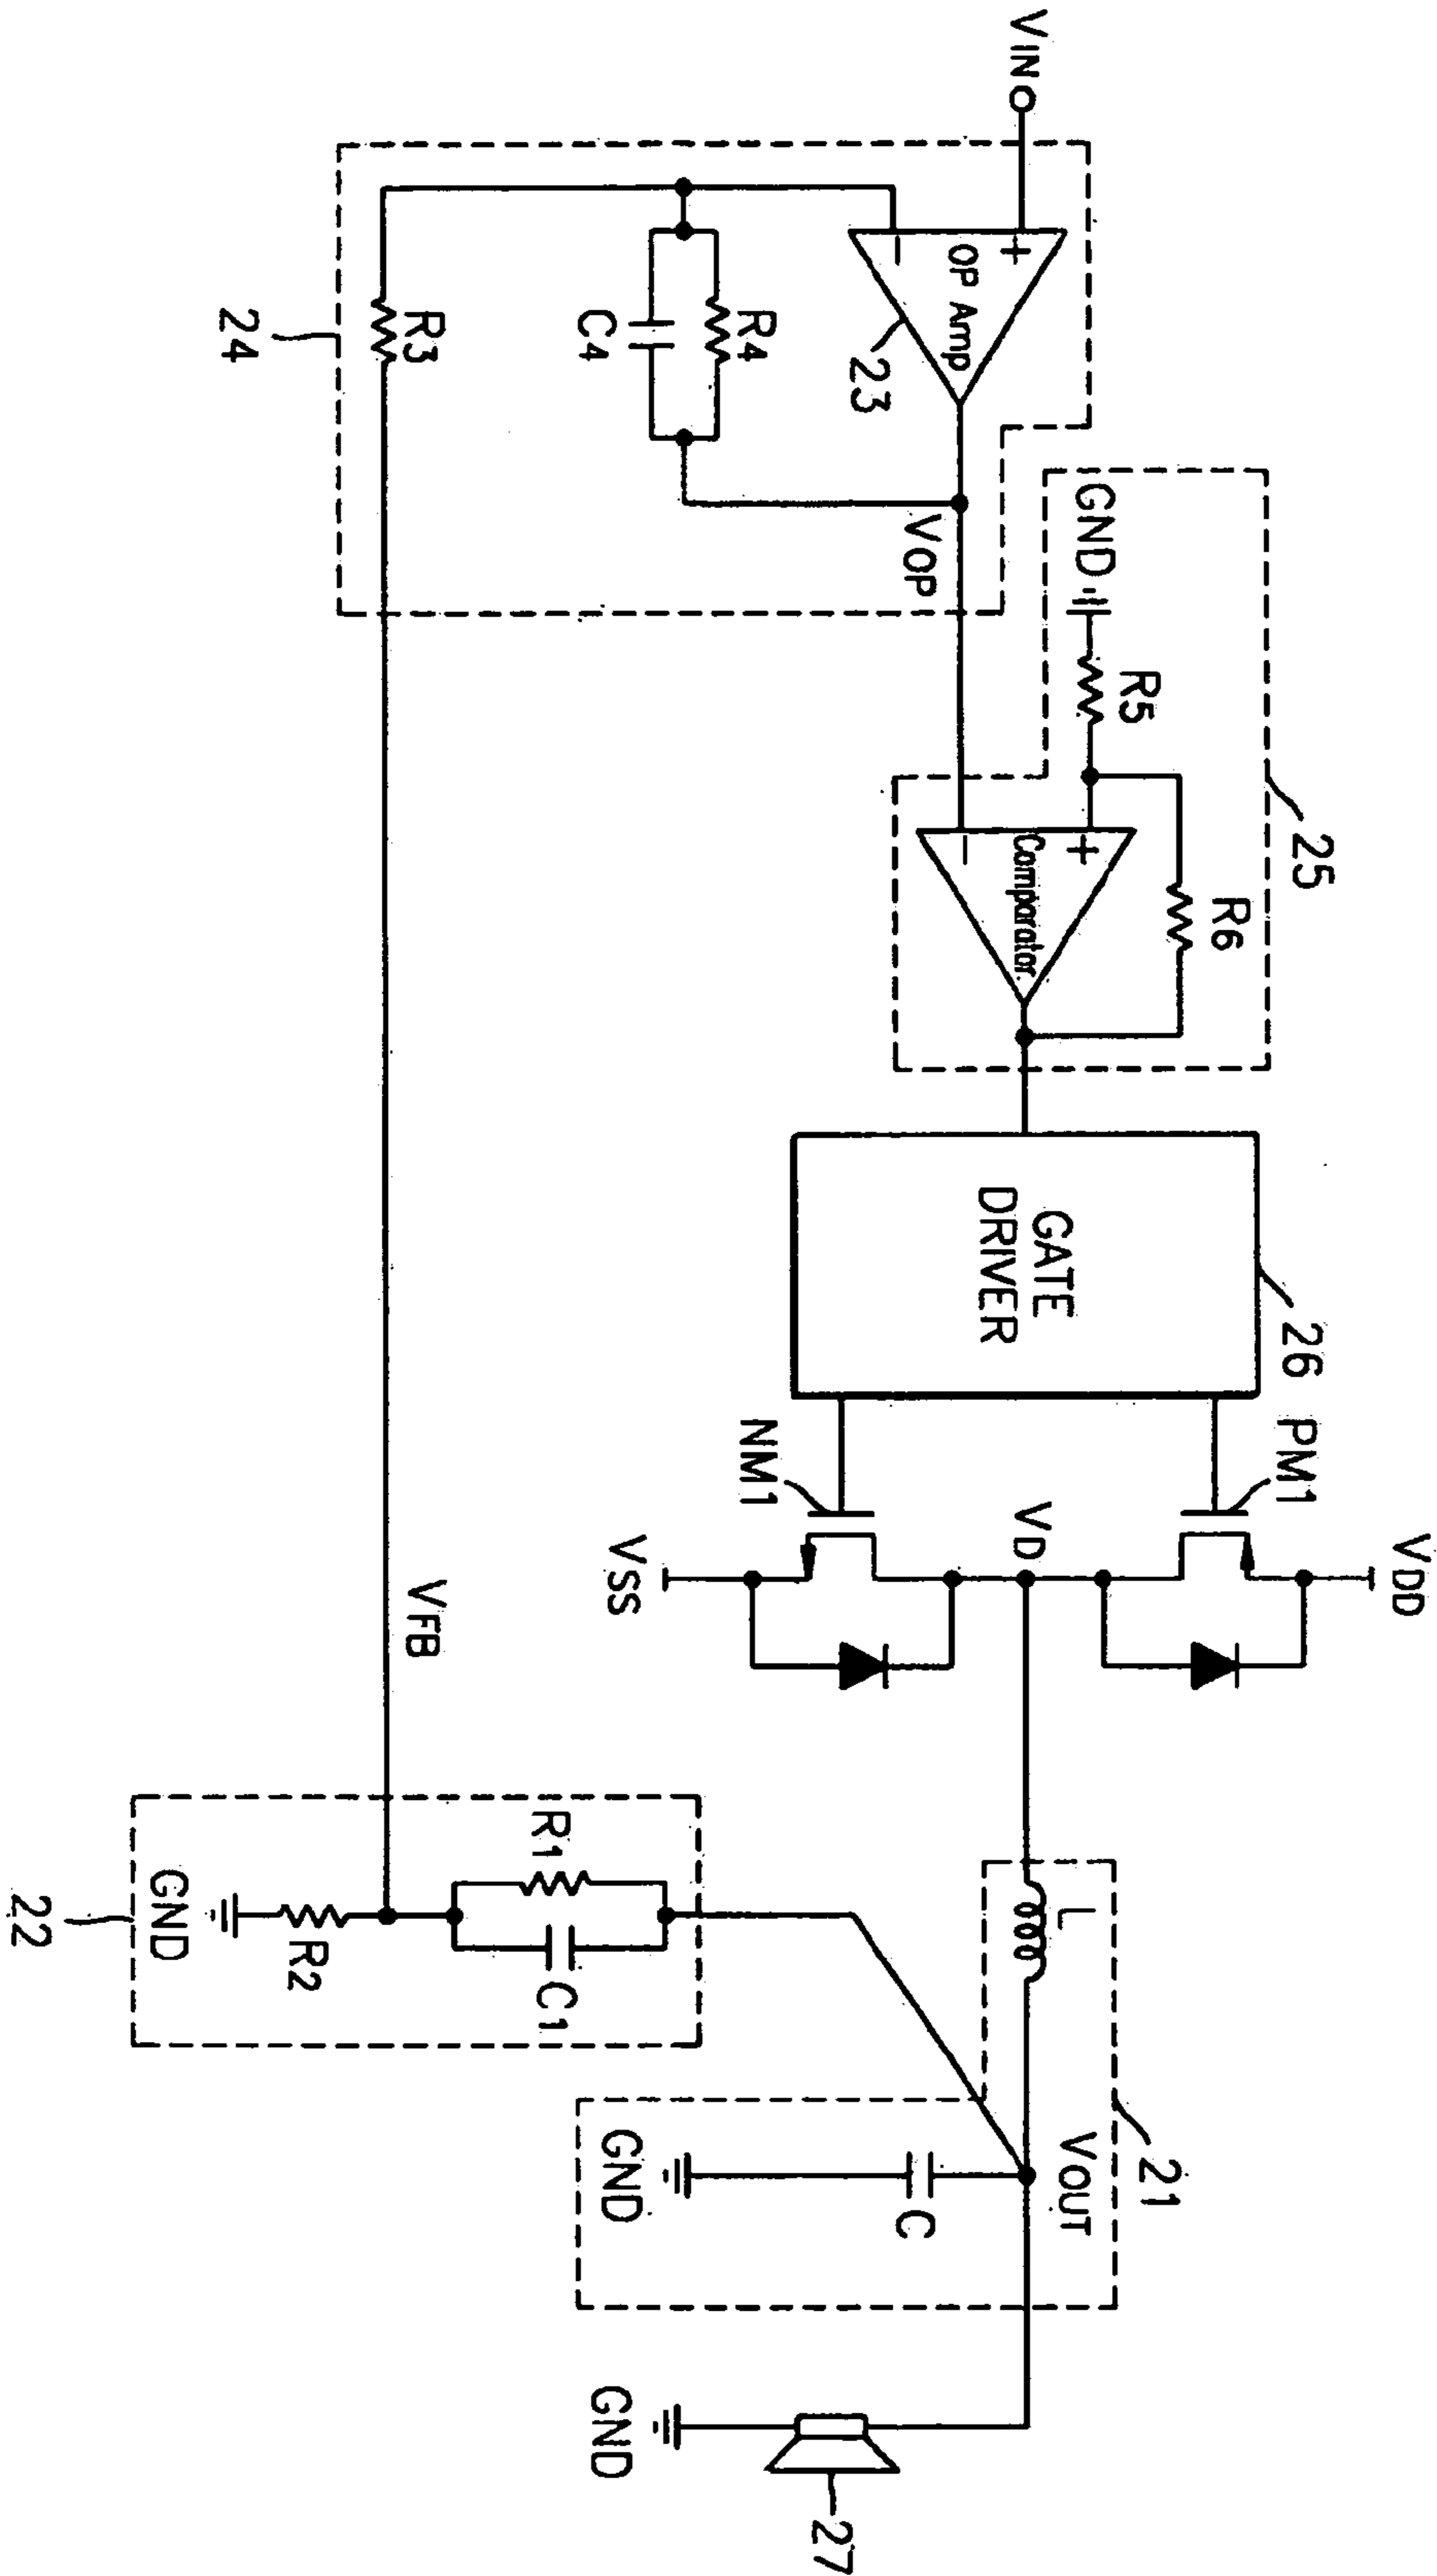 VIN
OP Amp
+
−
23
R4
C4
R3
24
VOP
GND
R5
R6
25
Comparator
+
−
GATE
DRIVER
26
PM1
NM1
VDD
VD
VSS
VFB
R1
C1
R2
GND
22
L
VOUT
21
C
GND
GND
27